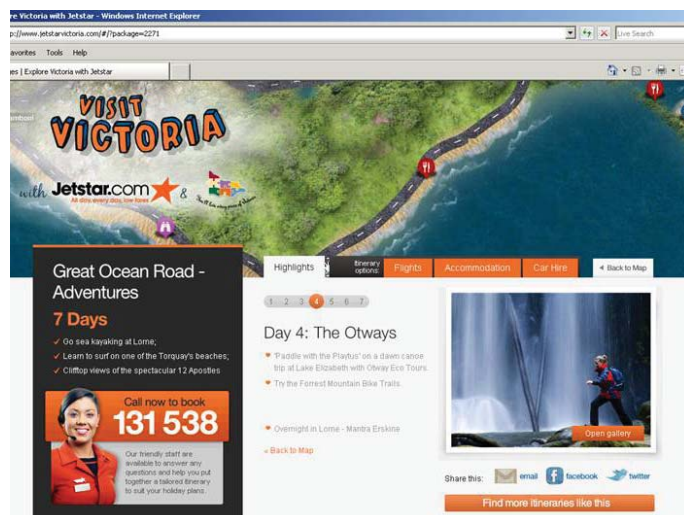 re Victoria with Jetstar - Windows Internet Explorer
p://www.jetstarvictoria.com/#/?package=2271
Live Search
avorites Tools Help
es | Explore Victoria with Jetstar
VISIT
VICTORIA
with Jetstar.com &
All day, every day, low fares
Great Ocean Road -
Adventures
7 Days
Go sea kayaking at Lorne;
Learn to surf on one of the Torquay's beaches;
Clifftop views of the spectacular 12 Apostles
Call now to book
131 538
Our friendly staff are
available to answer any
questions and help you put
together a tailored itinerary
to suit your holiday plans.
Highlights
itinerary
options:
Flights
Accommodation
Car Hire
Back to Map
1 2 3 4 5 6 7
Day 4: The Otways
'Paddle with the Playtus' on a dawn canoe
trip at Lake Elizabeth with Otway Eco Tours.
Try the Forrest Mountain Bike Trails.
Overnight in Lorne - Mantra Erskine
« Back to Map
Open gallery
Share this: email facebook twitter
Find more itineraries like this